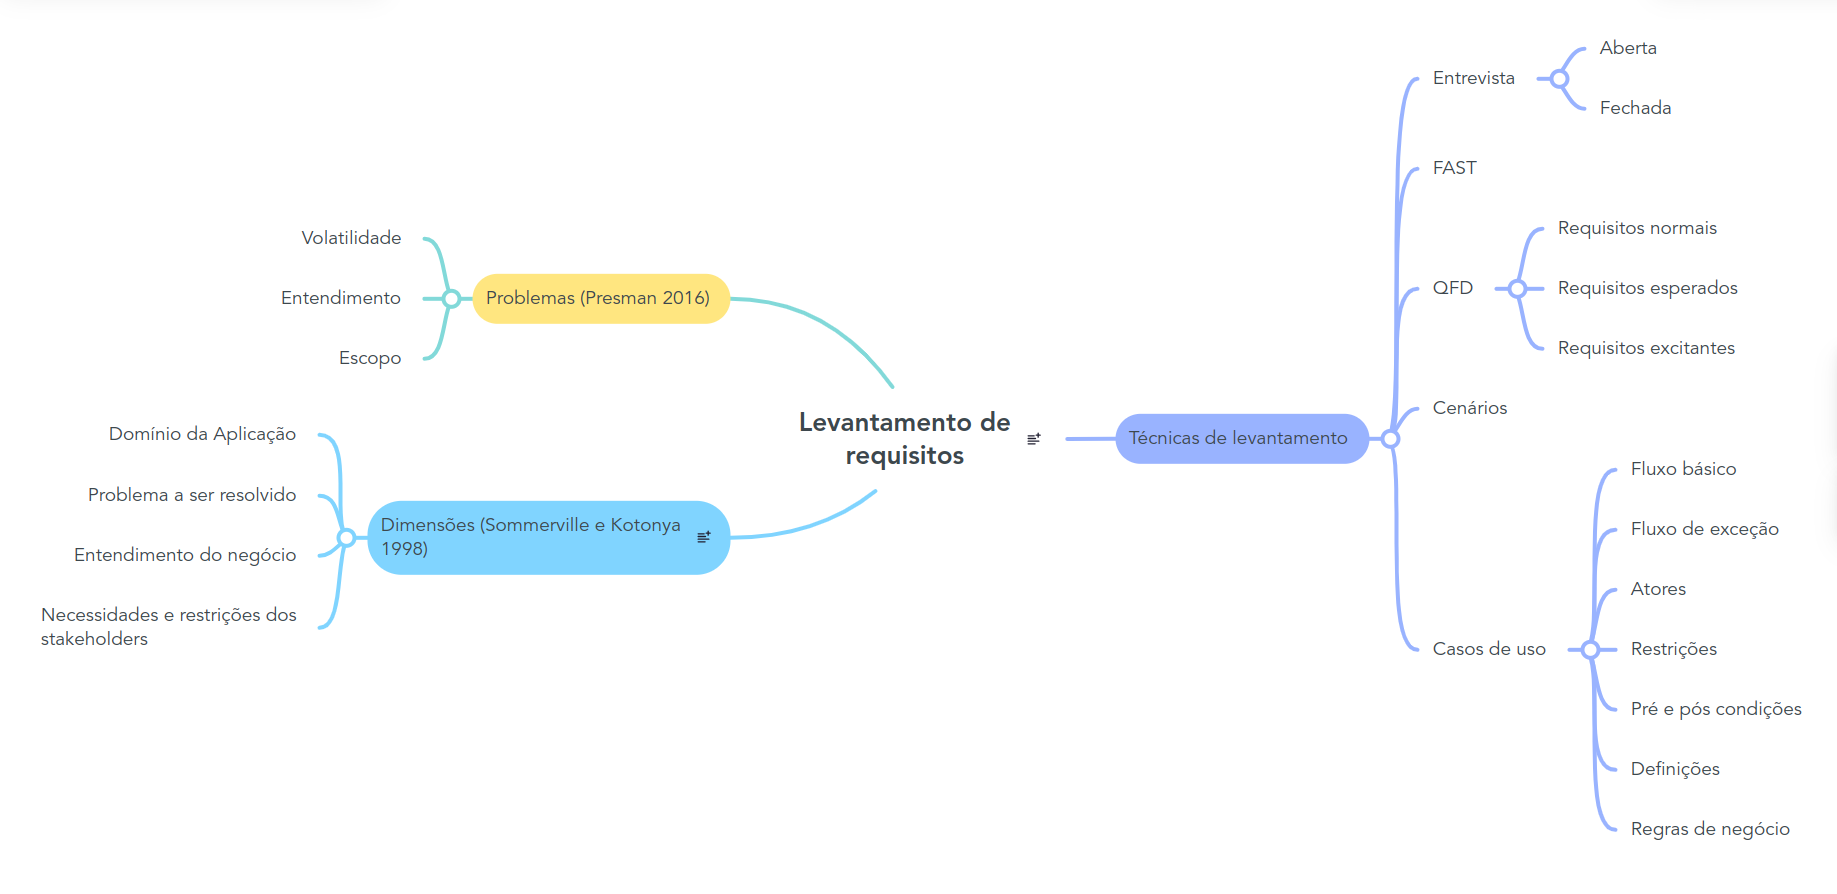 Levantamento de
requisitos
Problemas (Presman 2016)
Volatilidade
Entendimento
Escopo
Dimensões (Sommerville e Kotonya
1998)
Domínio da Aplicação
Problema a ser resolvido
Entendimento do negócio
Necessidades e restrições dos
stakeholders
Técnicas de levantamento
Entrevista
Aberta
Fechada
FAST
QFD
Requisitos normais
Requisitos esperados
Requisitos excitantes
Cenários
Casos de uso
Fluxo básico
Fluxo de exceção
Atores
Restrições
Pré e pós condições
Definições
Regras de negócio